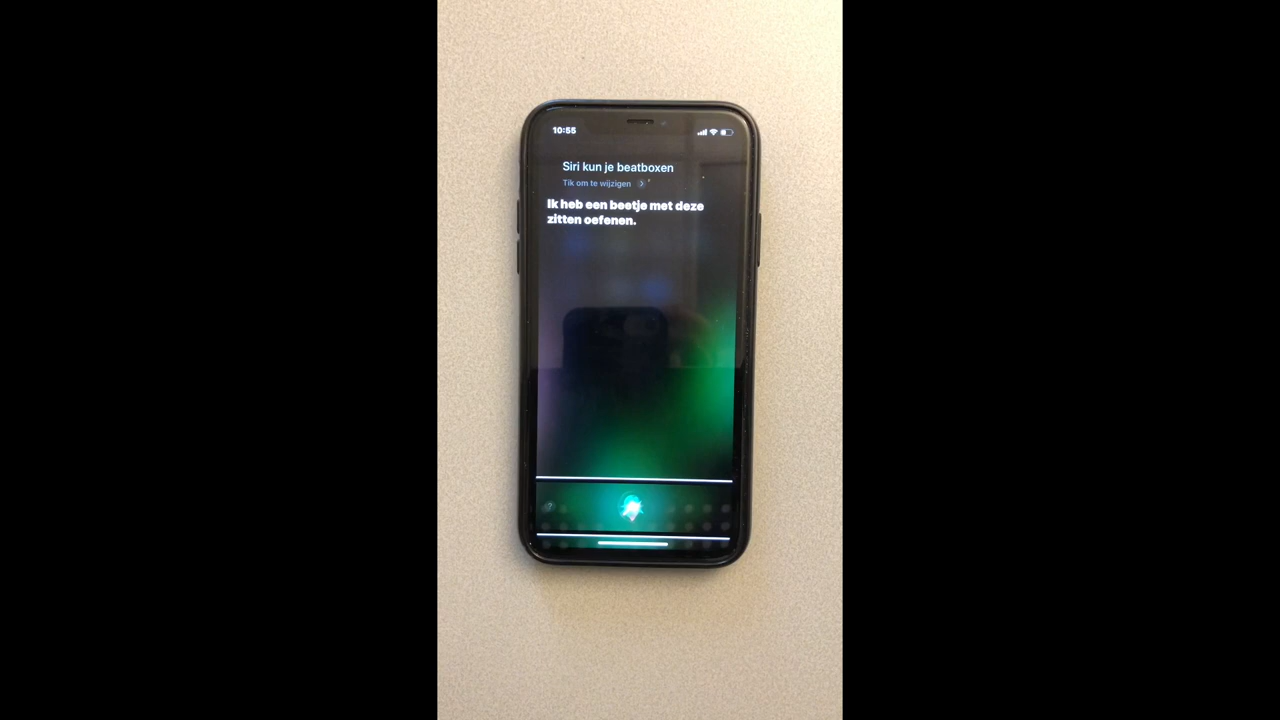 10:55
Siri kun je beatboxen
Tik om te wijzigen
Ik heb een beetje met deze
zitten oefenen.